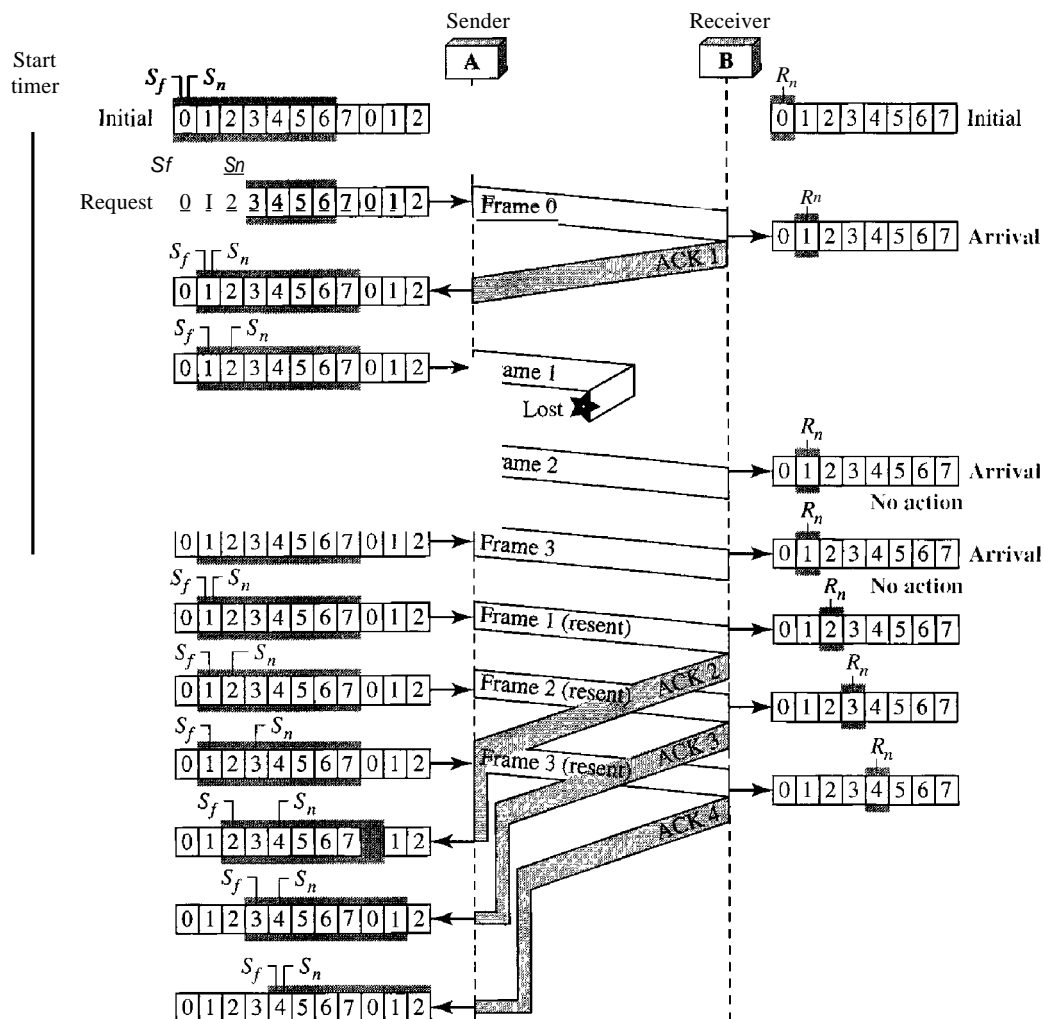 Sender Receiver
Start
timer
A B
Sf Sn Rn
Initial 0 1 2 3 4 5 6 7 0 1 2 0 1 2 3 4 5 6 7 Initial
Sf Sn
Request 0 I 2 3 4 5 6 7 0 1 2 Frame 0
Rn
0 1 2 3 4 5 6 7 Arrival
Sf Sn ACK 1
0 1 2 3 4 5 6 7 0 1 2
Sf Sn
0 1 2 3 4 5 6 7 0 1 2 ame 1
Lost
Rn
ame 2 0 1 2 3 4 5 6 7 Arrival
No action
Rn
0 1 2 3 4 5 6 7 0 1 2 Frame 3 0 1 2 3 4 5 6 7 Arrival
No action
Sf Sn Rn
0 1 2 3 4 5 6 7 0 1 2 Frame 1 (resent) 0 1 2 3 4 5 6 7
Sf Sn ACK 2 Rn
0 1 2 3 4 5 6 7 0 1 2 Frame 2 (resent) 0 1 2 3 4 5 6 7
Sf Sn ACK 3 Rn
0 1 2 3 4 5 6 7 0 1 2 Frame 3 (resent) 0 1 2 3 4 5 6 7
Sf Sn ACK 4
0 1 2 3 4 5 6 7 1 2
Sf Sn
0 1 2 3 4 5 6 7 0 1 2
Sf Sn
0 1 2 3 4 5 6 7 0 1 2